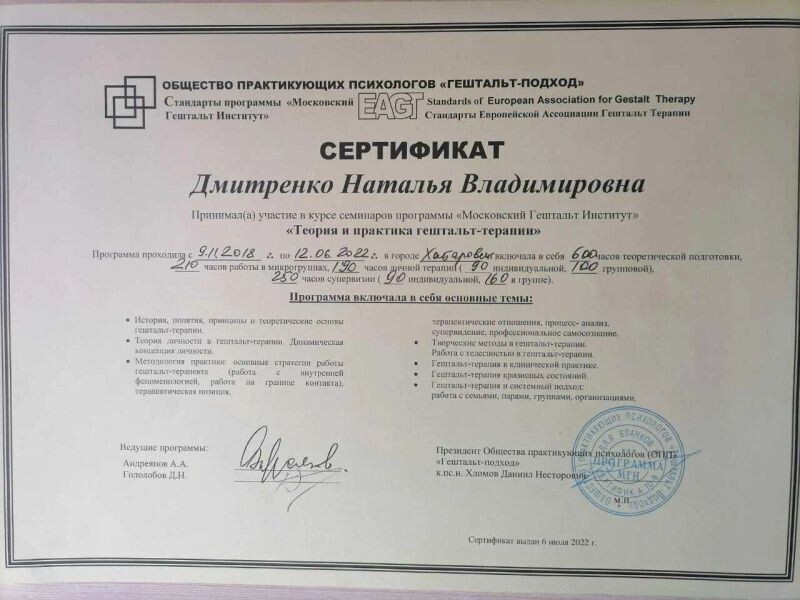 ОБЩЕСТВО ПРАКТИКУЮЩИХ ПСИХОЛОГОВ «ГЕШТАЛЬТ-ПОДХОД»
Стандарты программы «Московский Гештальт Институт»
EAGT
Standards of European Association for Gestalt Therapy
Стандарты Европейской Ассоциации Гештальт Терапии
СЕРТИФИКАТ
Дмитренко Наталья Владимировна
Принимал(а) участие в курсе семинаров программы «Московский Гештальт Институт»
«Теория и практика гештальт-терапии»
Программа проходила с 9.11.2018 г. по 12.06.2022 г. в городе Хабаровск включала в себя 600 часов теоретической подготовки,
210 часов работы в микрогруппах, 190 часов личной терапии ( 90 индивидуальной, 100 групповой),
250 часов супервизии ( 90 индивидуальной, 160 в группе).
Программа включала в себя основные темы:
• История, понятия, принципы и теоретические основы
гештальт-терапии.
• Теория личности в гештальт-терапии. Динамическая
концепция личности.
• Методология практики: основные стратегии работы
гештальт-терапевта (работа с внутренней
феноменологией, работа на границе контакта),
терапевтическая позиция,
терапевтические отношения, процесс- анализ,
супервидение, профессиональное самосознание.
• Творческие методы в гештальт-терапии.
Работа с телесностью в гештальт-терапии.
• Гештальт-терапия в клинической практике.
• Гештальт-терапия кризисных состояний.
• Гештальт-терапия и системный подход:
работа с семьями, парами, группами, организациями.
Ведущие программы:
Андреянов А.А.
Гололобов Д.Н.
Президент Общества практикующих психологов (ОПП)
«Гештальт-подход»
к.пс.н. Хломов Даниил Несторович
ДЛЯ БЛАНКОВ
ПРОГРАММА
МГИ
м.п.
Сертификат выдан 6 июля 2022 г.